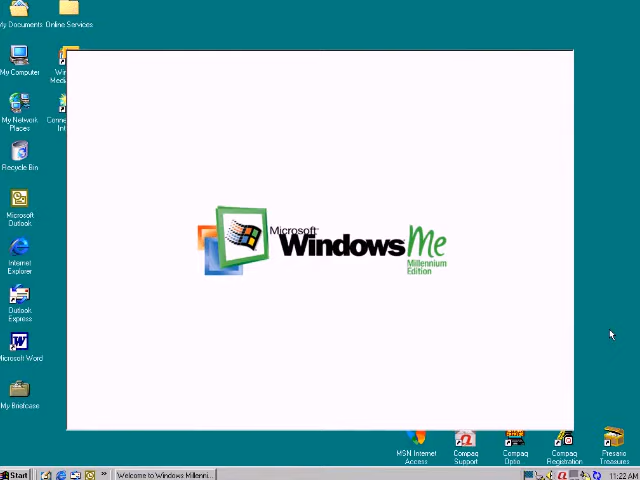 My Documents
Online Services
My Computer
My Network
Places
Recycle Bin
Microsoft
Outlook
Internet
Explorer
Outlook
Express
Microsoft Word
My Briefcase
Microsoft
Windows Me
Millennium
Edition
MSN Internet
Access
Compaq
Support
Compaq
Compaq
Registration
Presario
Treasures
Start
Welcome to Windows Millenni...
11:22 AM